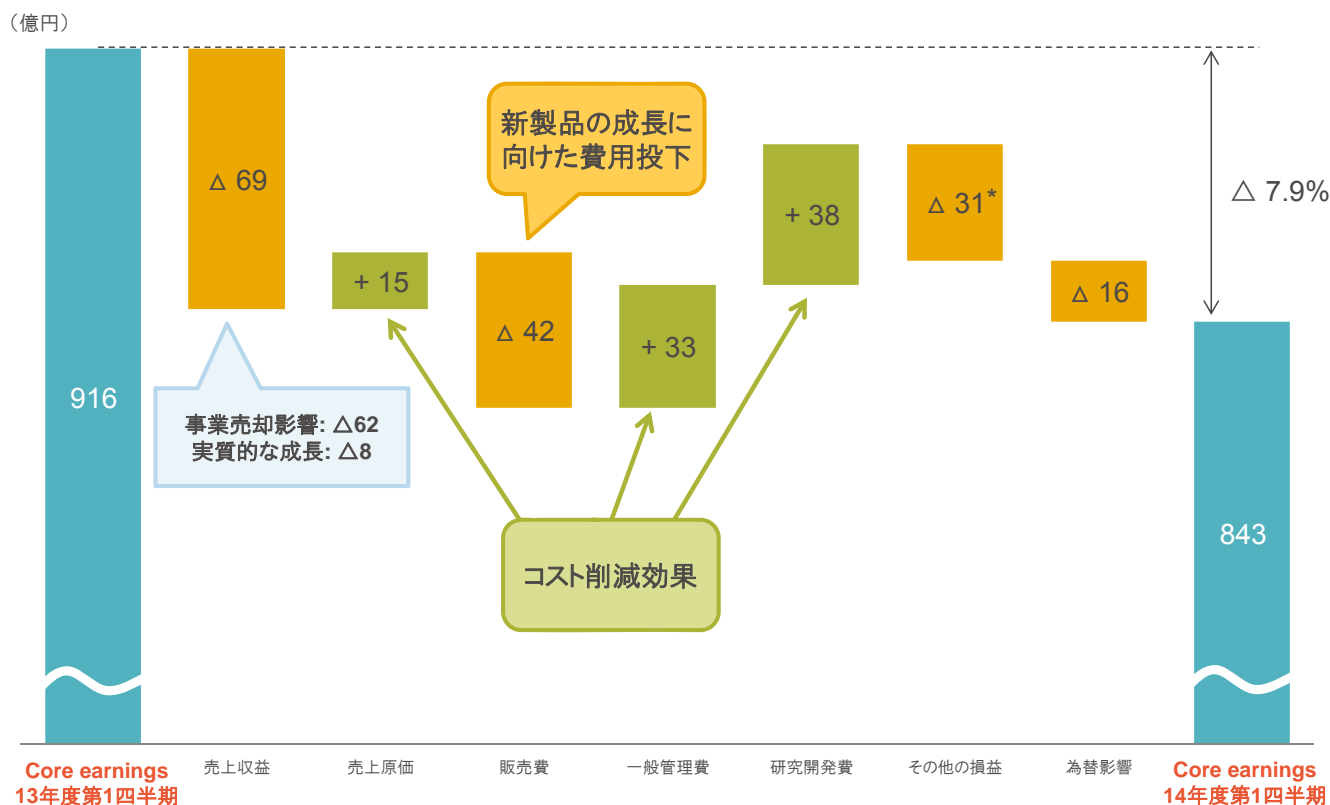 （億円）
新製品の成長に
向けた費用投下
△ 69
+ 15
△ 42
+ 33
+ 38
△ 31*
△ 16
△ 7.9%
916
事業売却影響: △62
実質的な成長: △8
コスト削減効果
843
Core earnings
13年度第1四半期
売上収益
売上原価
販売費
一般管理費
研究開発費
その他の損益
為替影響
Core earnings
14年度第1四半期